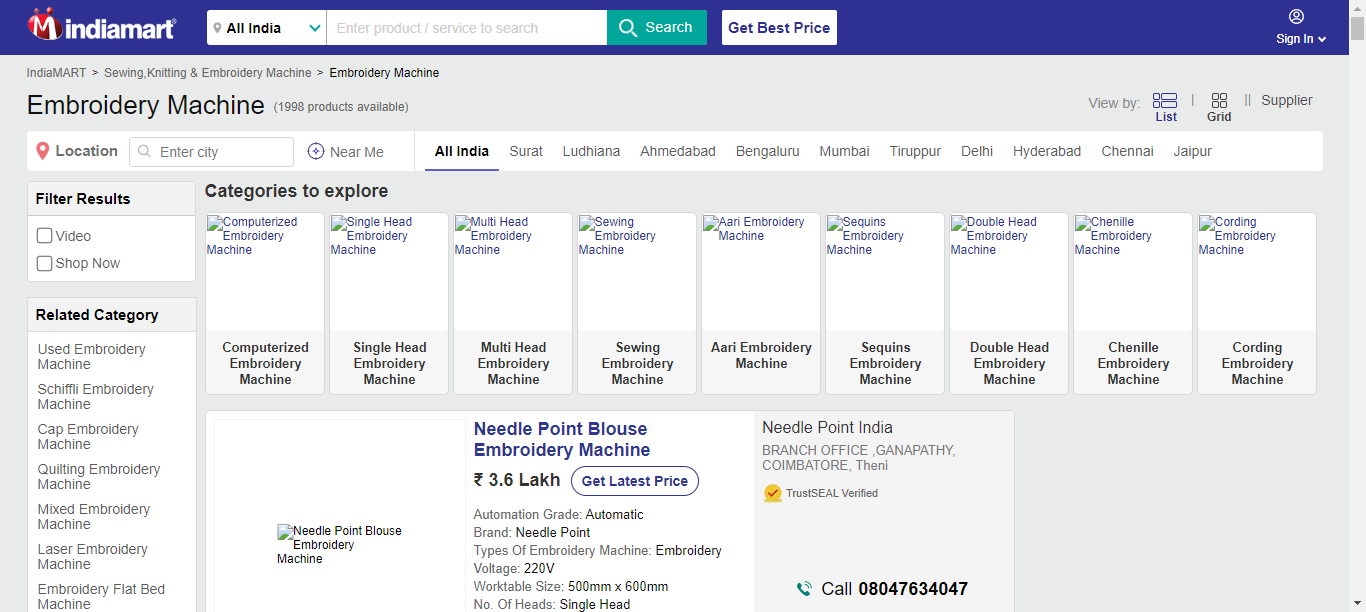 indiamart
All India
Enter product / service to search
Search
Get Best Price
Sign In
IndiaMART > Sewing,Knitting & Embroidery Machine > Embroidery Machine
Embroidery Machine (1998 products available)
View by:
List
Grid
Supplier
Location
Enter city
Near Me
All India
Surat
Ludhiana
Ahmedabad
Bengaluru
Mumbai
Tiruppur
Delhi
Hyderabad
Chennai
Jaipur
Filter Results
Video
Shop Now
Related Category
Used Embroidery
Machine
Schiffli Embroidery
Machine
Cap Embroidery
Machine
Quilting Embroidery
Machine
Mixed Embroidery
Machine
Laser Embroidery
Machine
Embroidery Flat Bed
Machine
Categories to explore
Computerized
Embroidery
Machine
Single Head
Embroidery
Machine
Multi Head
Embroidery
Machine
Sewing
Embroidery
Machine
Aari Embroidery
Machine
Sequins
Embroidery
Machine
Double Head
Embroidery
Machine
Chenille
Embroidery
Machine
Cording
Embroidery
Machine
Computerized
Embroidery
Machine
Single Head
Embroidery
Machine
Multi Head
Embroidery
Machine
Sewing
Embroidery
Machine
Aari Embroidery
Machine
Sequins
Embroidery
Machine
Double Head
Embroidery
Machine
Chenille
Embroidery
Machine
Cording
Embroidery
Machine
Needle Point Blouse
Embroidery
Machine
Needle Point Blouse
Embroidery Machine
₹ 3.6 Lakh
Get Latest Price
Automation Grade: Automatic
Brand: Needle Point
Types Of Embroidery Machine: Embroidery
Voltage: 220V
Worktable Size: 500mm x 600mm
No. Of Heads: Single Head
Needle Point India
BRANCH OFFICE ,GANAPATHY,
COIMBATORE, Theni
TrustSEAL Verified
Call 08047634047